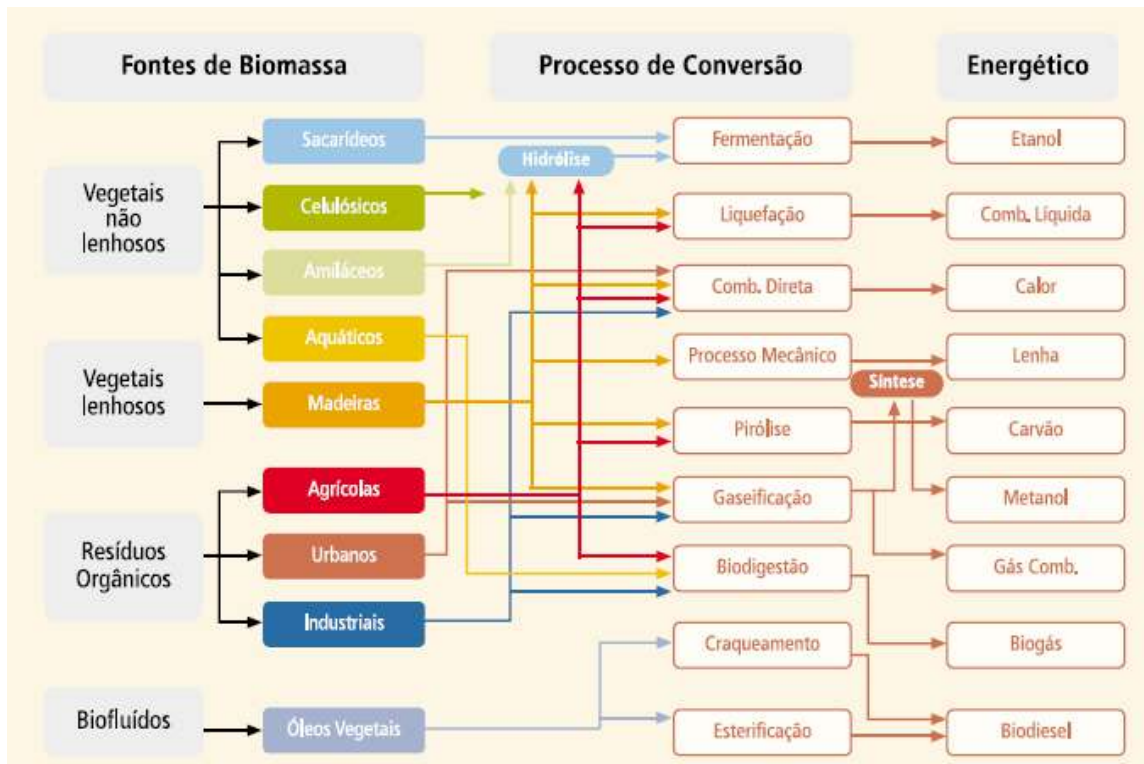 Fontes de Biomassa
Processo de Conversão
Energético
Sacarídeos
Fermentação
Etanol
Hidrólise
Vegetais
não
lenhosos
Celulósicos
Liquefação
Comb. Líquida
Amiláceos
Comb. Direta
Calor
Aquáticos
Processo Mecânico
Lenha
Síntese
Vegetais
lenhosos
Madeiras
Pirólise
Carvão
Agrícolas
Gaseificação
Metanol
Resíduos
Orgânicos
Urbanos
Biodigestão
Gás Comb.
Industriais
Craqueamento
Biogás
Biofluídos
Óleos Vegetais
Esterificação
Biodiesel